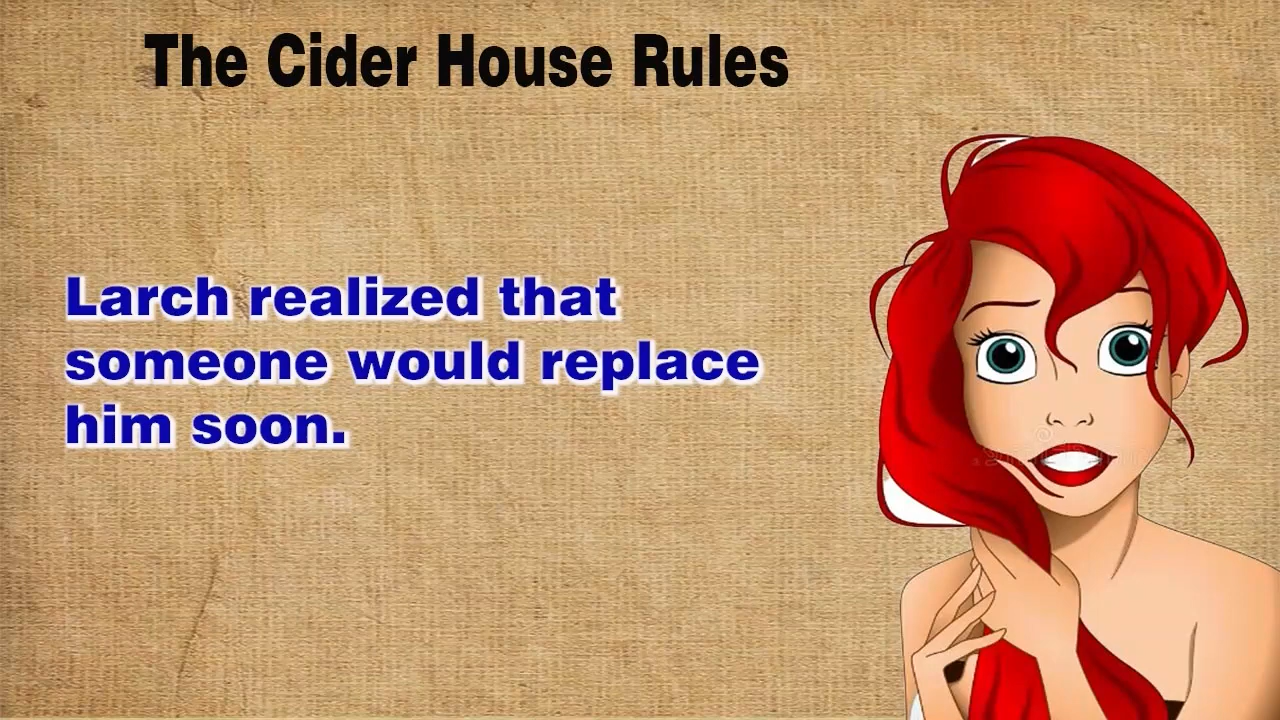 The Cider House Rules
Larch realized that
someone would replace
him soon.